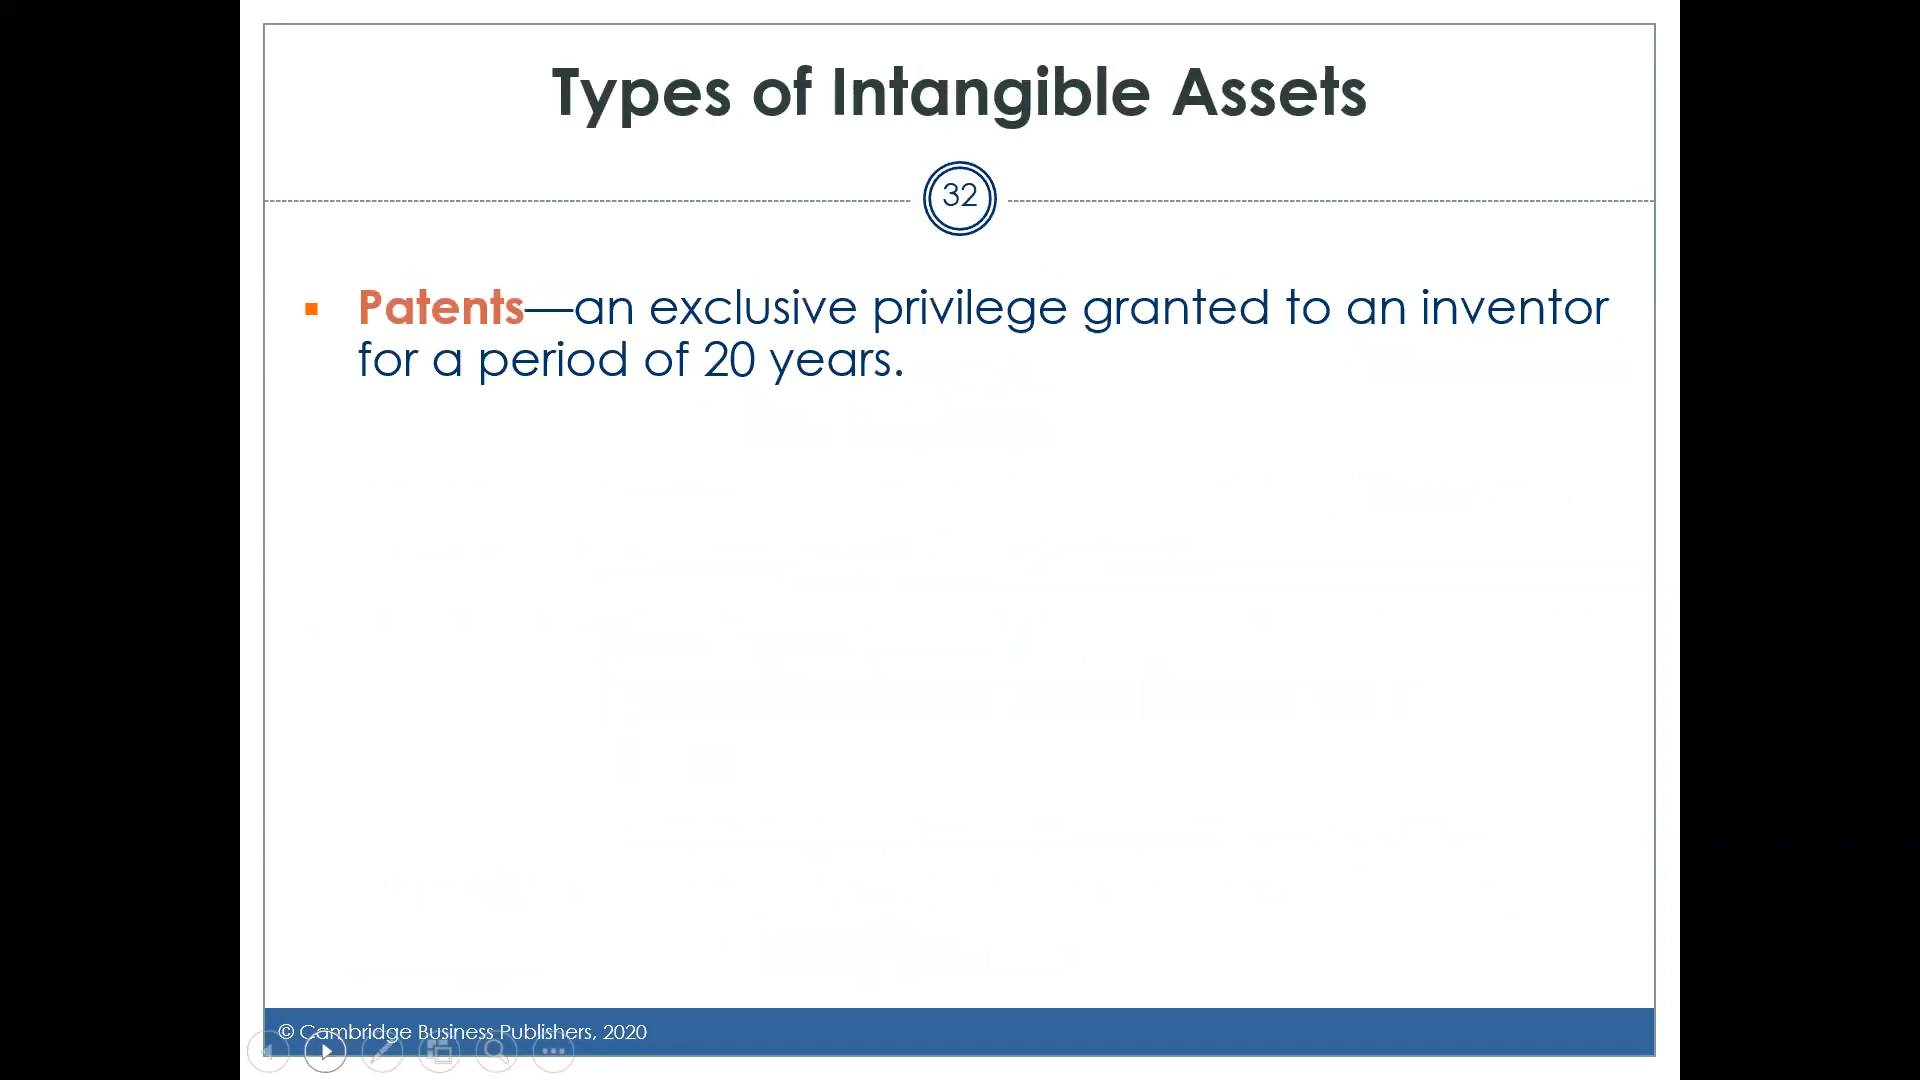 Types of Intangible Assets
32
▪ Patents—an exclusive privilege granted to an inventor
for a period of 20 years.
© Cambridge Business Publishers, 2020